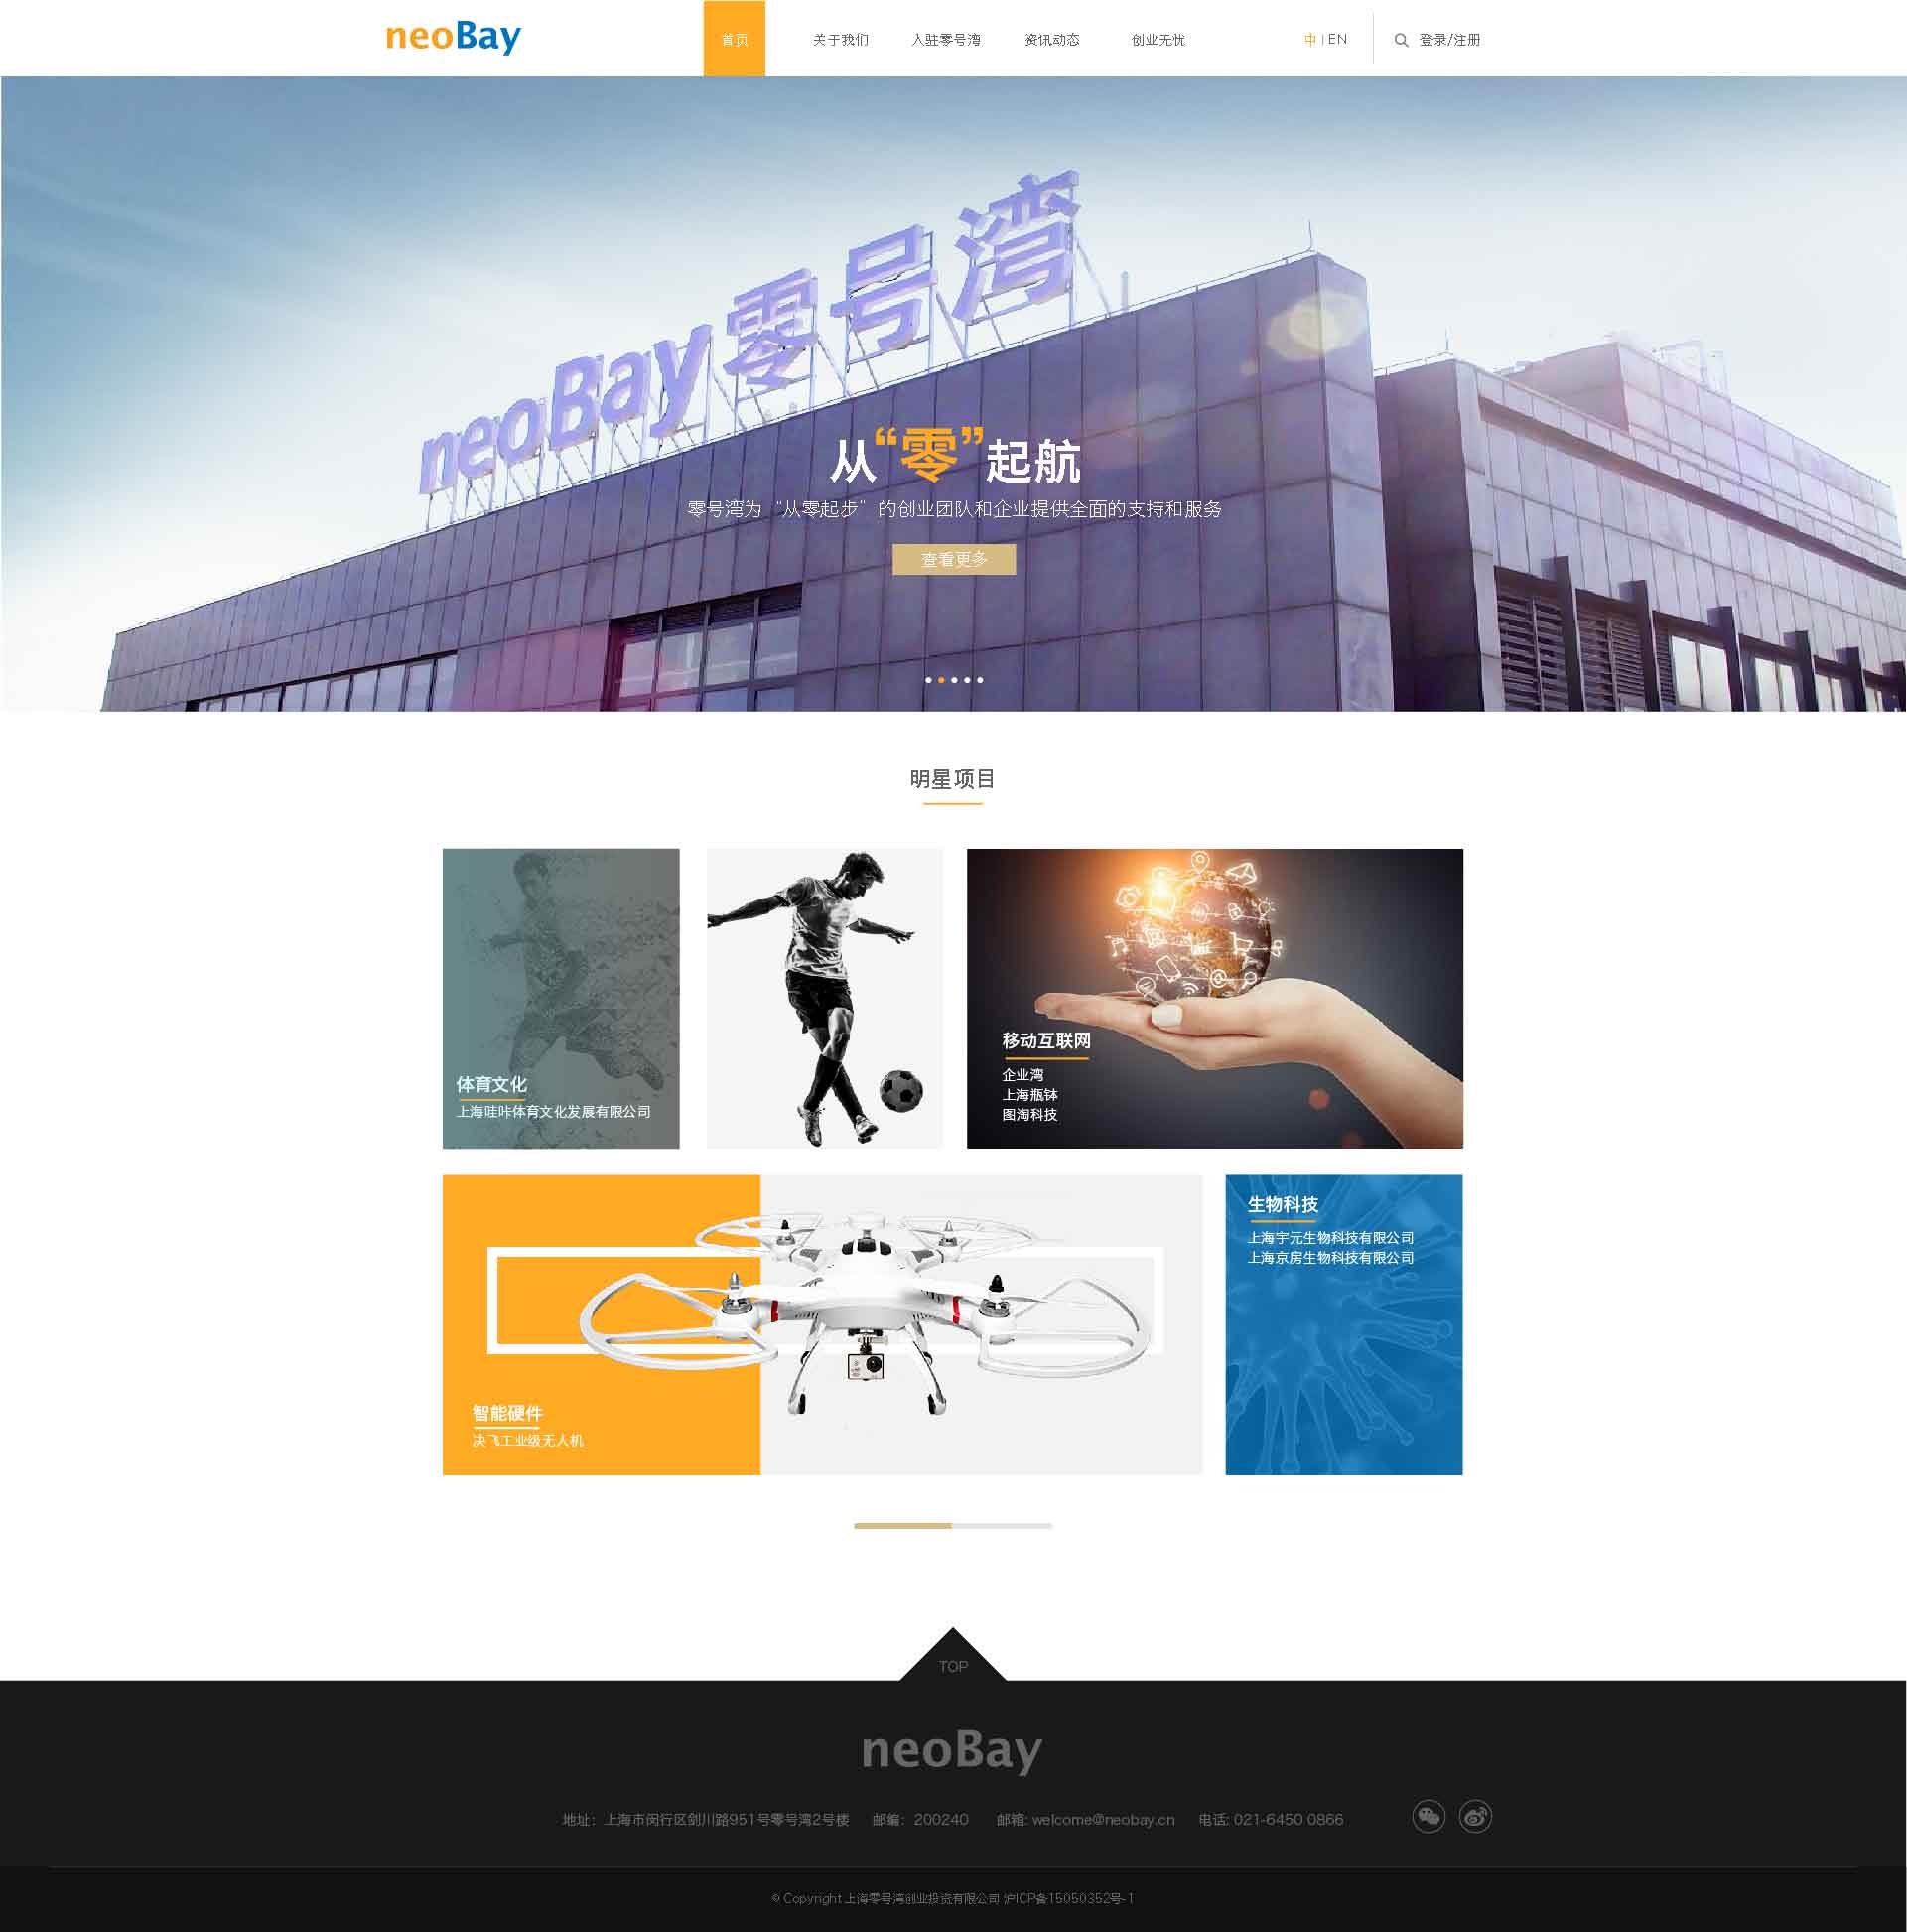 neoBay
首页
关于我们
入驻零号湾
资讯动态
创业无忧
中 | EN
登录/注册
neoBay零号湾
从“零”起航
零号湾为 “从零起步” 的创业团队和企业提供全面的支持和服务
查看更多
明星项目
体育文化
上海哇咔体育文化发展有限公司
移动互联网
企业湾
上海瓶钵
图淘科技
智能硬件
决飞工业级无人机
生物科技
上海宇元生物科技有限公司
上海京房生物科技有限公司
TOP
neoBay
地址：上海市闵行区剑川路951号零号湾2号楼 邮编：200240 邮箱: welcome@neobay.cn 电话: 021-6450 0866
© Copyright 上海零号湾创业投资有限公司 沪ICP备15050352号-1